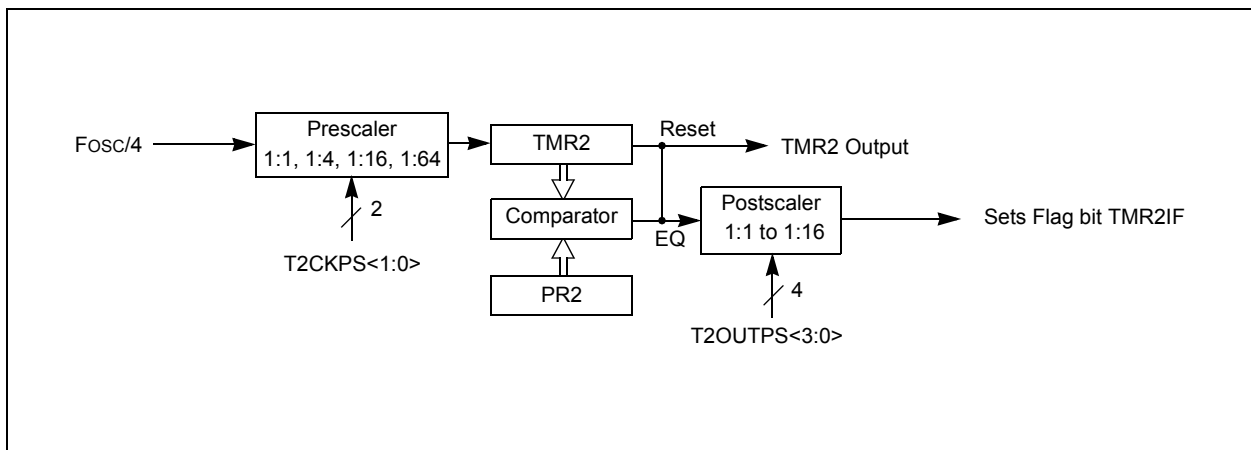 Fosc/4
Prescaler
1:1, 1:4, 1:16, 1:64
2
T2CKPS<1:0>
TMR2
Reset
TMR2 Output
Comparator
EQ
PR2
Postscaler
1:1 to 1:16
4
T2OUTPS<3:0>
Sets Flag bit TMR2IF